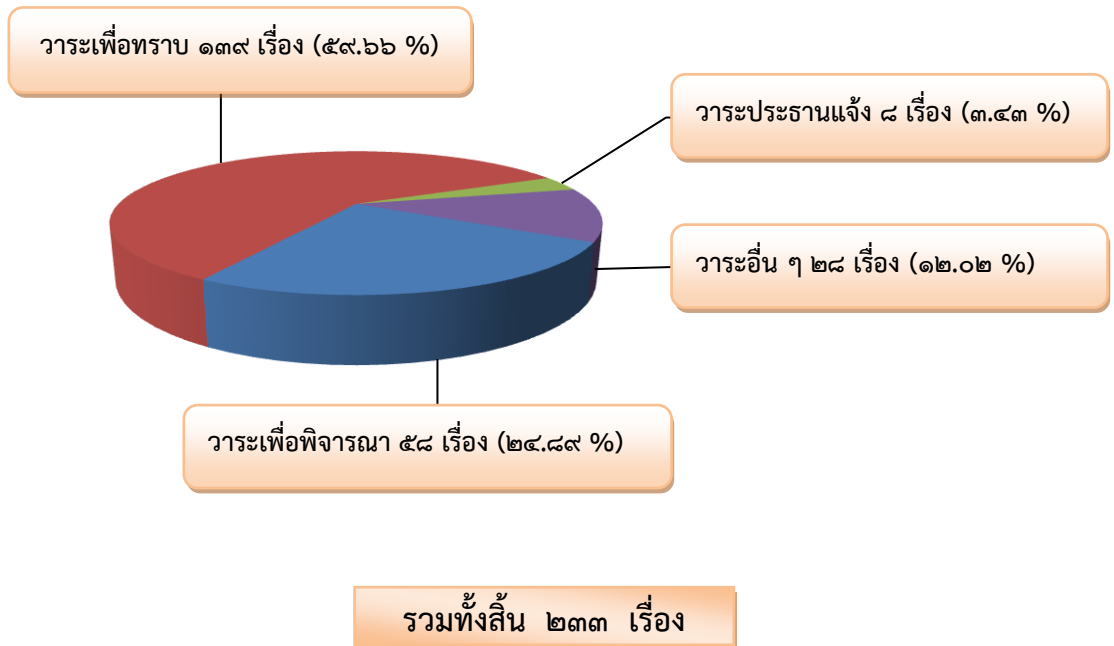 วาระเพื่อทราบ ๑๓๙ เรื่อง (๕๙.๖๖ %)
วาระประธานแจ้ง ๘ เรื่อง (๓.๔๓ %)
วาระอื่น ๆ ๒๘ เรื่อง (๑๒.๐๒ %)
วาระเพื่อพิจารณา ๕๘ เรื่อง (๒๔.๘๙ %)
รวมทั้งสิ้น ๒๓๓ เรื่อง